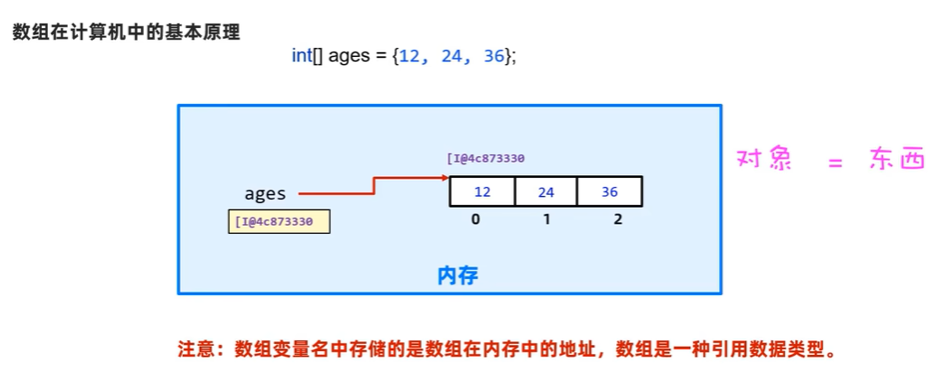 数组在计算机中的基本原理
int[] ages = {12, 24, 36};
[I@4c873330
对象 = 东西
ages
12 24 36
[I@4c873330
0 1 2
内存
注意：数组变量名中存储的是数组在内存中的地址，数组是一种引用数据类型。